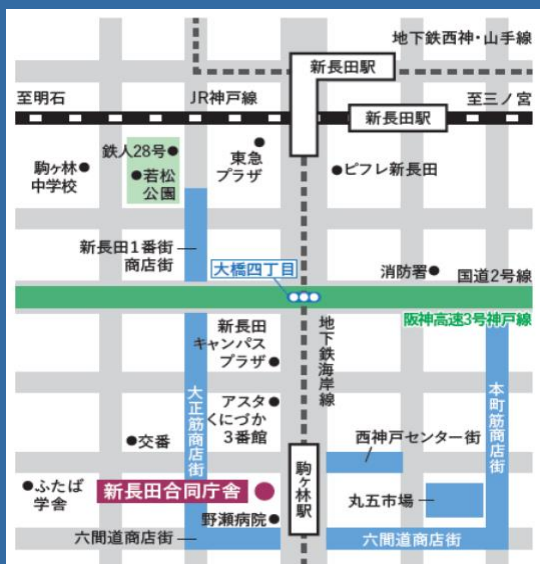 地下鉄西神・山手線
新長田駅
至明石
JR神戸線
至三ノ宮
新長田駅
鉄人28号
若松
公園
駒ヶ林
中学校
東急
プラザ
ピフレ新長田
新長田1番街
商店街
大橋四丁目
消防署
国道2号線
阪神高速3号神戸線
新長田
キャンパス
プラザ
地下鉄海岸線
大正筋商店街
本町筋商店街
アスタ
くにづか
3番館
交番
西神戸センター街
駒ヶ林駅
ふたば
学舎
新長田合同庁舎
丸五市場
野瀬病院
六間道商店街
六間道商店街